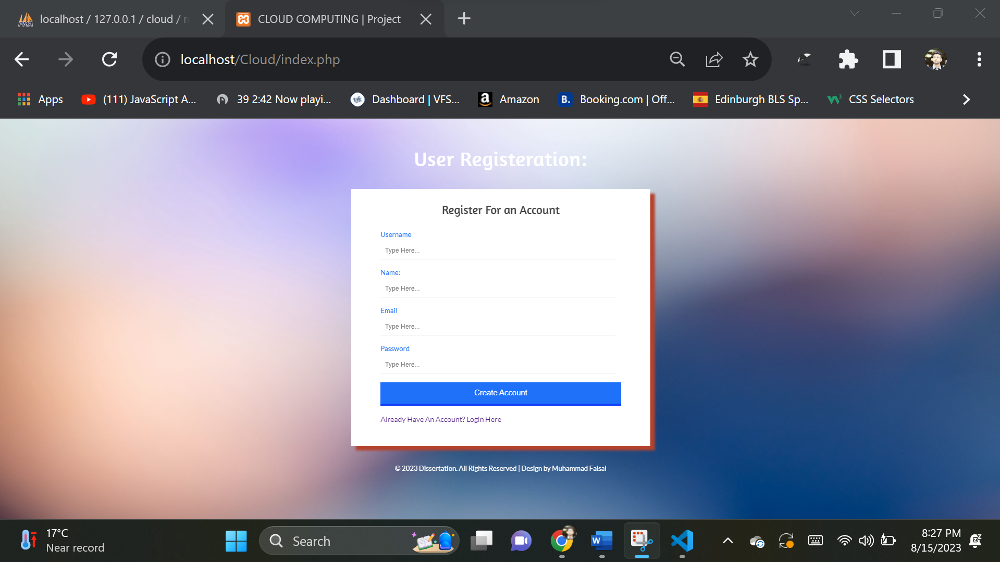 localhost / 127.0.0.1 / cloud /
CLOUD COMPUTING | Project
localhost/Cloud/index.php
Apps
(111) JavaScript A...
39 2:42 Now playi...
Dashboard | VFS...
Amazon
Booking.com | Off...
Edinburgh BLS Sp...
CSS Selectors
User Registeration:
Register For an Account
Username
Type Here...
Name:
Type Here...
Email
Type Here...
Password
Type Here...
Create Account
Already Have An Account? Login Here
© 2023 Dissertation. All Rights Reserved | Design by Muhammad Faisal
17°C
Near record
Search
8:27 PM
8/15/2023